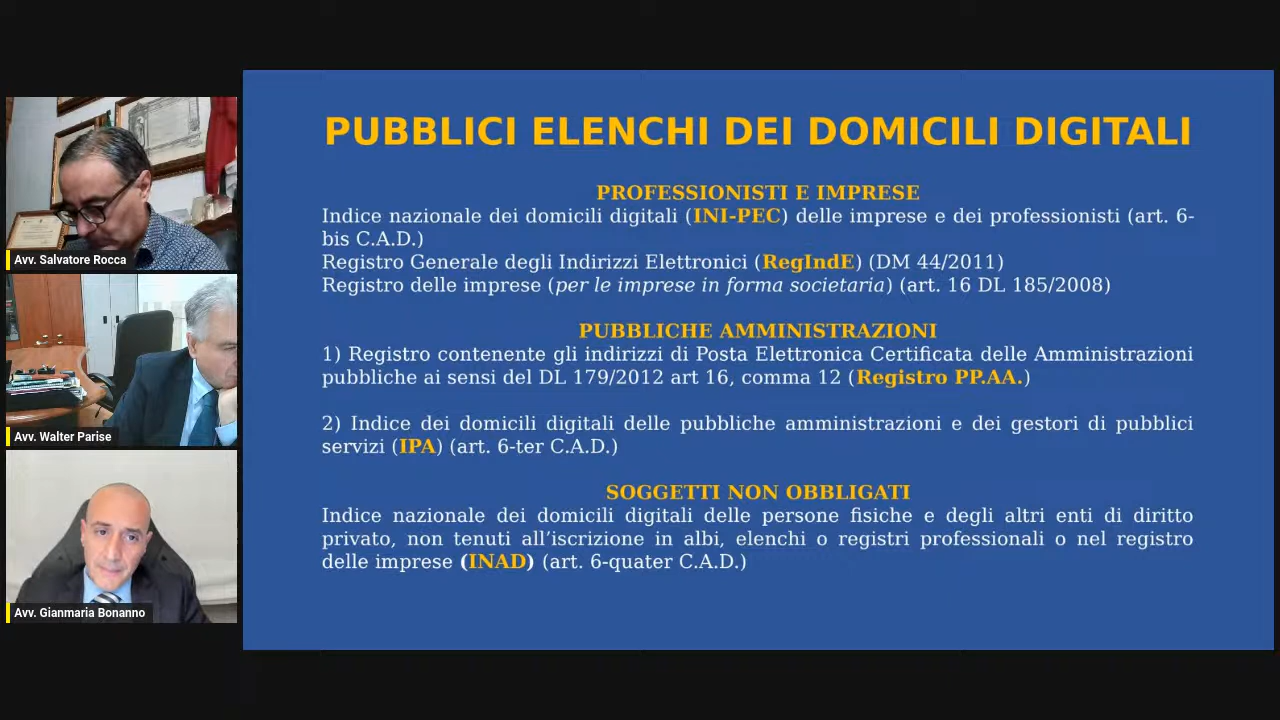 PUBBLICI ELENCHI DEI DOMICILI DIGITALI
PROFESSIONISTI E IMPRESE
Indice nazionale dei domicili digitali (INI-PEC) delle imprese e dei professionisti (art. 6-
bis C.A.D.)
Registro Generale degli Indirizzi Elettronici (RegIndE) (DM 44/2011)
Registro delle imprese (per le imprese in forma societaria) (art. 16 DL 185/2008)
PUBBLICHE AMMINISTRAZIONI
1) Registro contenente gli indirizzi di Posta Elettronica Certificata delle Amministrazioni
pubbliche ai sensi del DL 179/2012 art 16, comma 12 (Registro PP.AA.)
2) Indice dei domicili digitali delle pubbliche amministrazioni e dei gestori di pubblici
servizi (IPA) (art. 6-ter C.A.D.)
SOGGETTI NON OBBLIGATI
Indice nazionale dei domicili digitali delle persone fisiche e degli altri enti di diritto
privato, non tenuti all’iscrizione in albi, elenchi o registri professionali o nel registro
delle imprese (INAD) (art. 6-quater C.A.D.)
Avv. Salvatore Rocca
Avv. Walter Parise
Avv. Gianmaria Bonanno